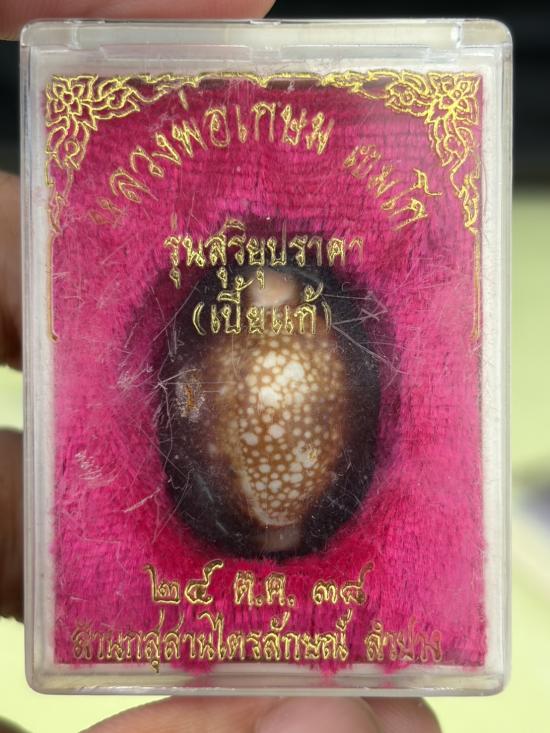 หลวงพ่อเกษม เขมโก
รุ่นสุริยุปราคา
(เบี้ยแก้)
๒๔ ต.ค. ๓๘
สำนักสุสานไตรลักษณ์ ลำปาง